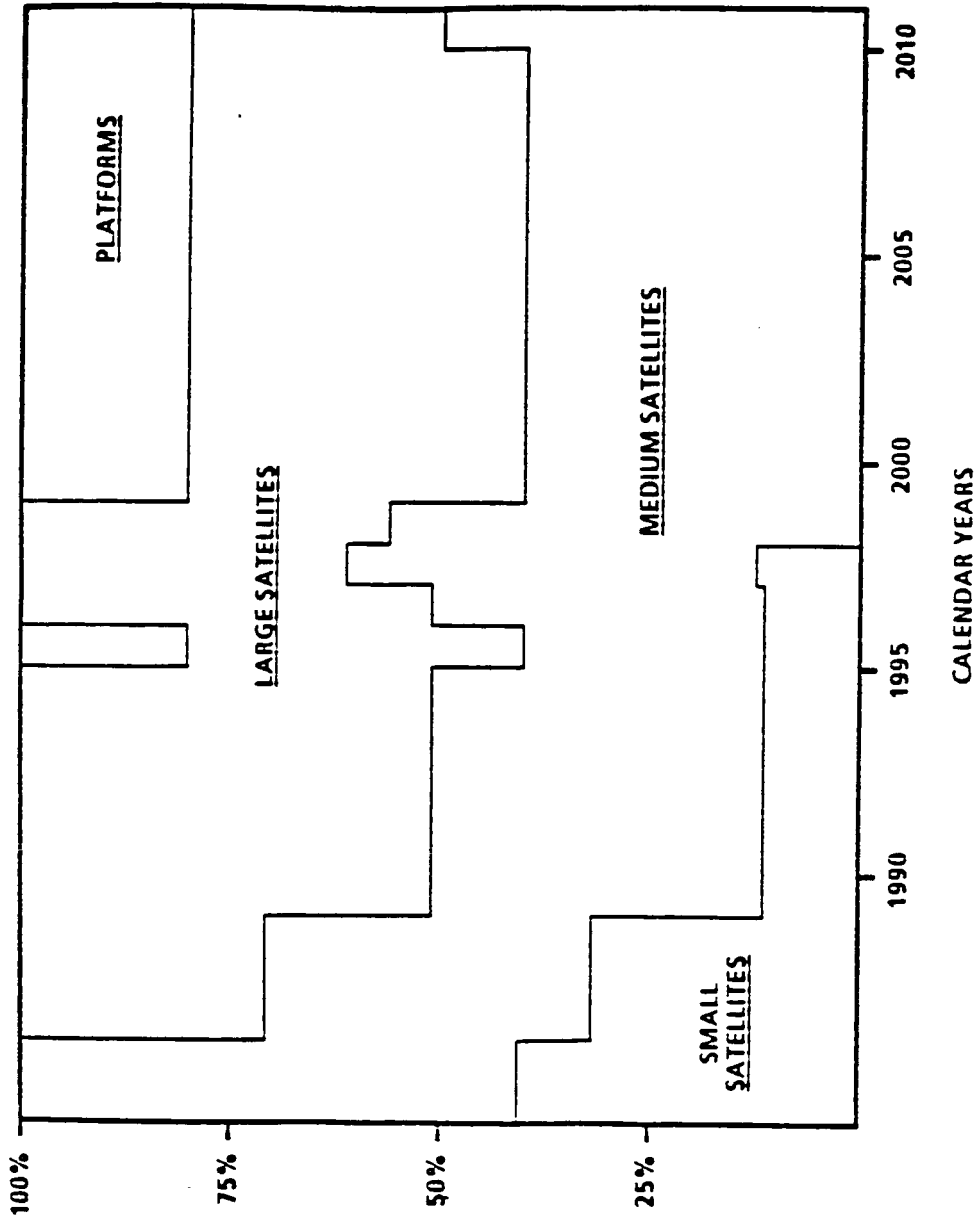 100%
75%
50%
25%
PLATFORMS
LARGE SATELLITES
MEDIUM SATELLITES
SMALL
SATELLITES
1990
1995
2000
2005
2010
CALENDAR YEARS